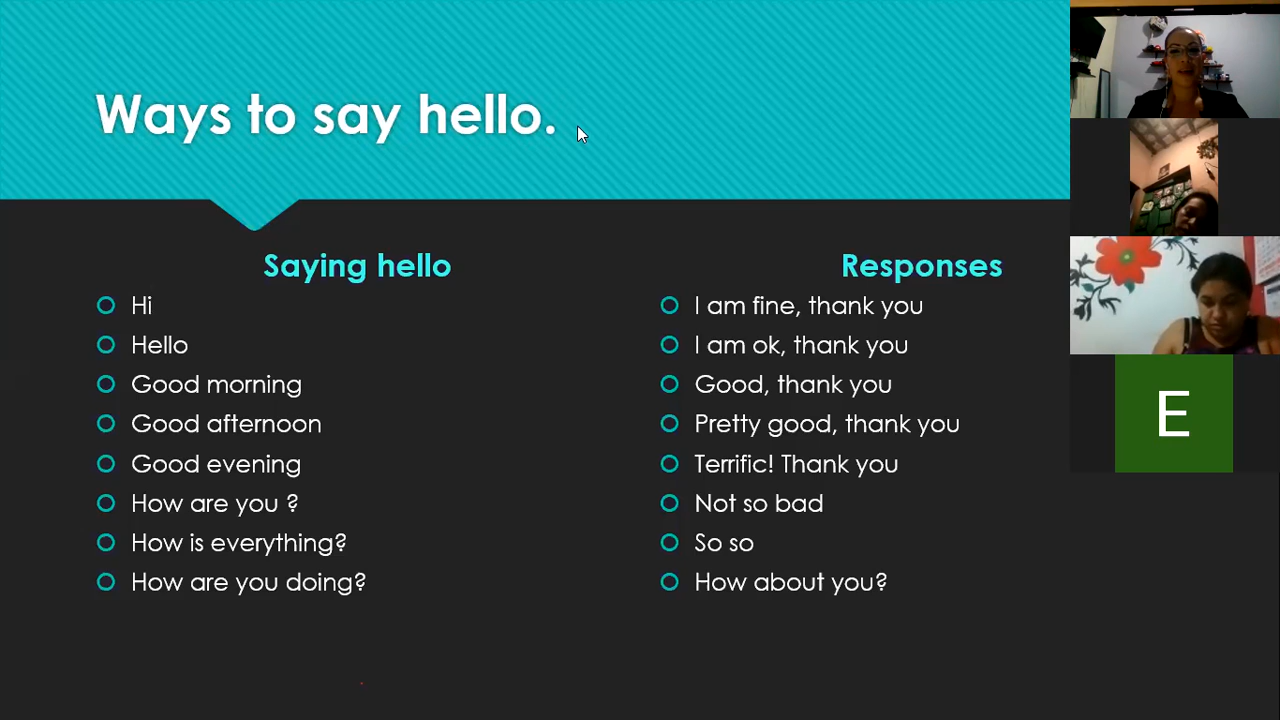 Ways to say hello.
Saying hello
Hi
Hello
Good morning
Good afternoon
Good evening
How are you ?
How is everything?
How are you doing?
Responses
I am fine, thank you
I am ok, thank you
Good, thank you
Pretty good, thank you
Terrific! Thank you
Not so bad
So so
How about you?
E